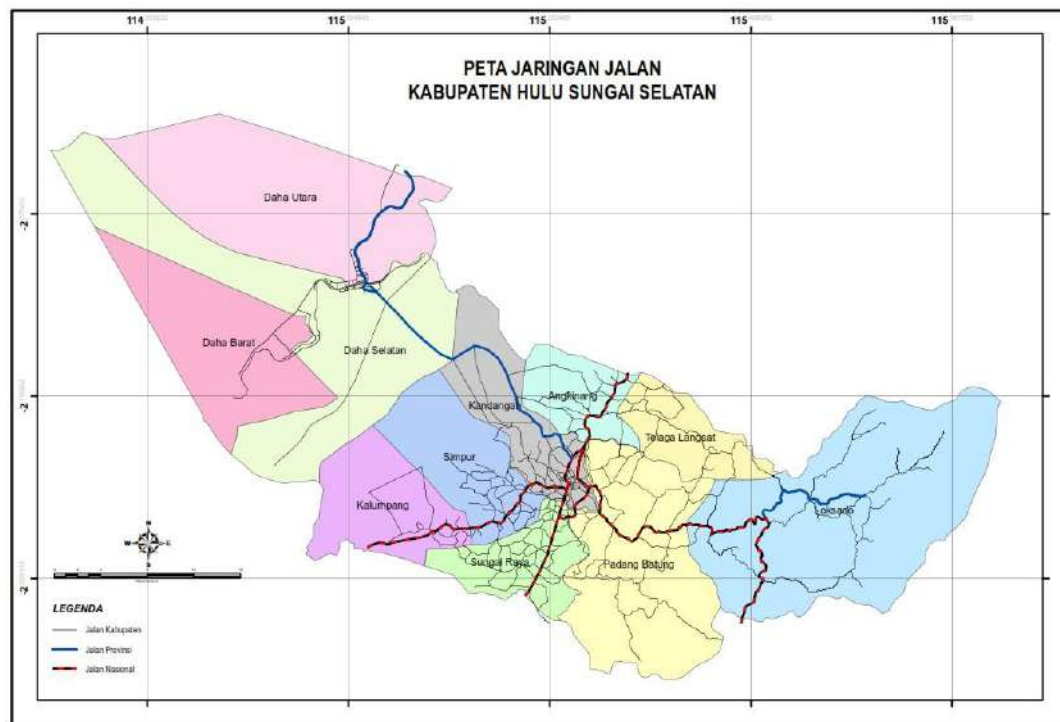 114
115
115
115
115
PETA JARINGAN JALAN
KABUPATEN HULU SUNGAI SELATAN
Daha Utara
Daha Barat
Daha Selatan
Kandangan
Angkinang
Telaga Langsat
Simpur
Kalumpang
Loksado
Sungai Raya
Padang Batung
N
W
E
S
LEGENDA
Jalan Kabupaten
Jalan Provinsi
Jalan Nasional